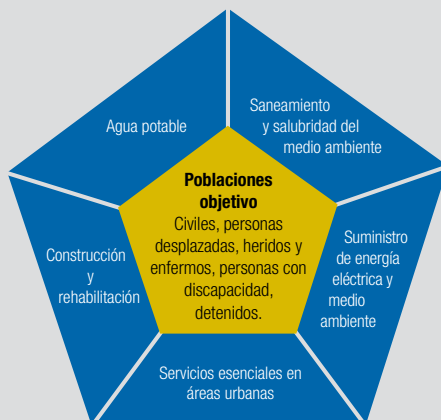 Agua potable
Saneamiento
y salubridad del
medio ambiente
Poblaciones
objetivo
Civiles, personas
desplazadas, heridos y
enfermos, personas con
discapacidad,
detenidos.
Construcción
y
rehabilitación
Suministro
de energía
eléctrica y
medio
ambiente
Servicios esenciales en
áreas urbanas